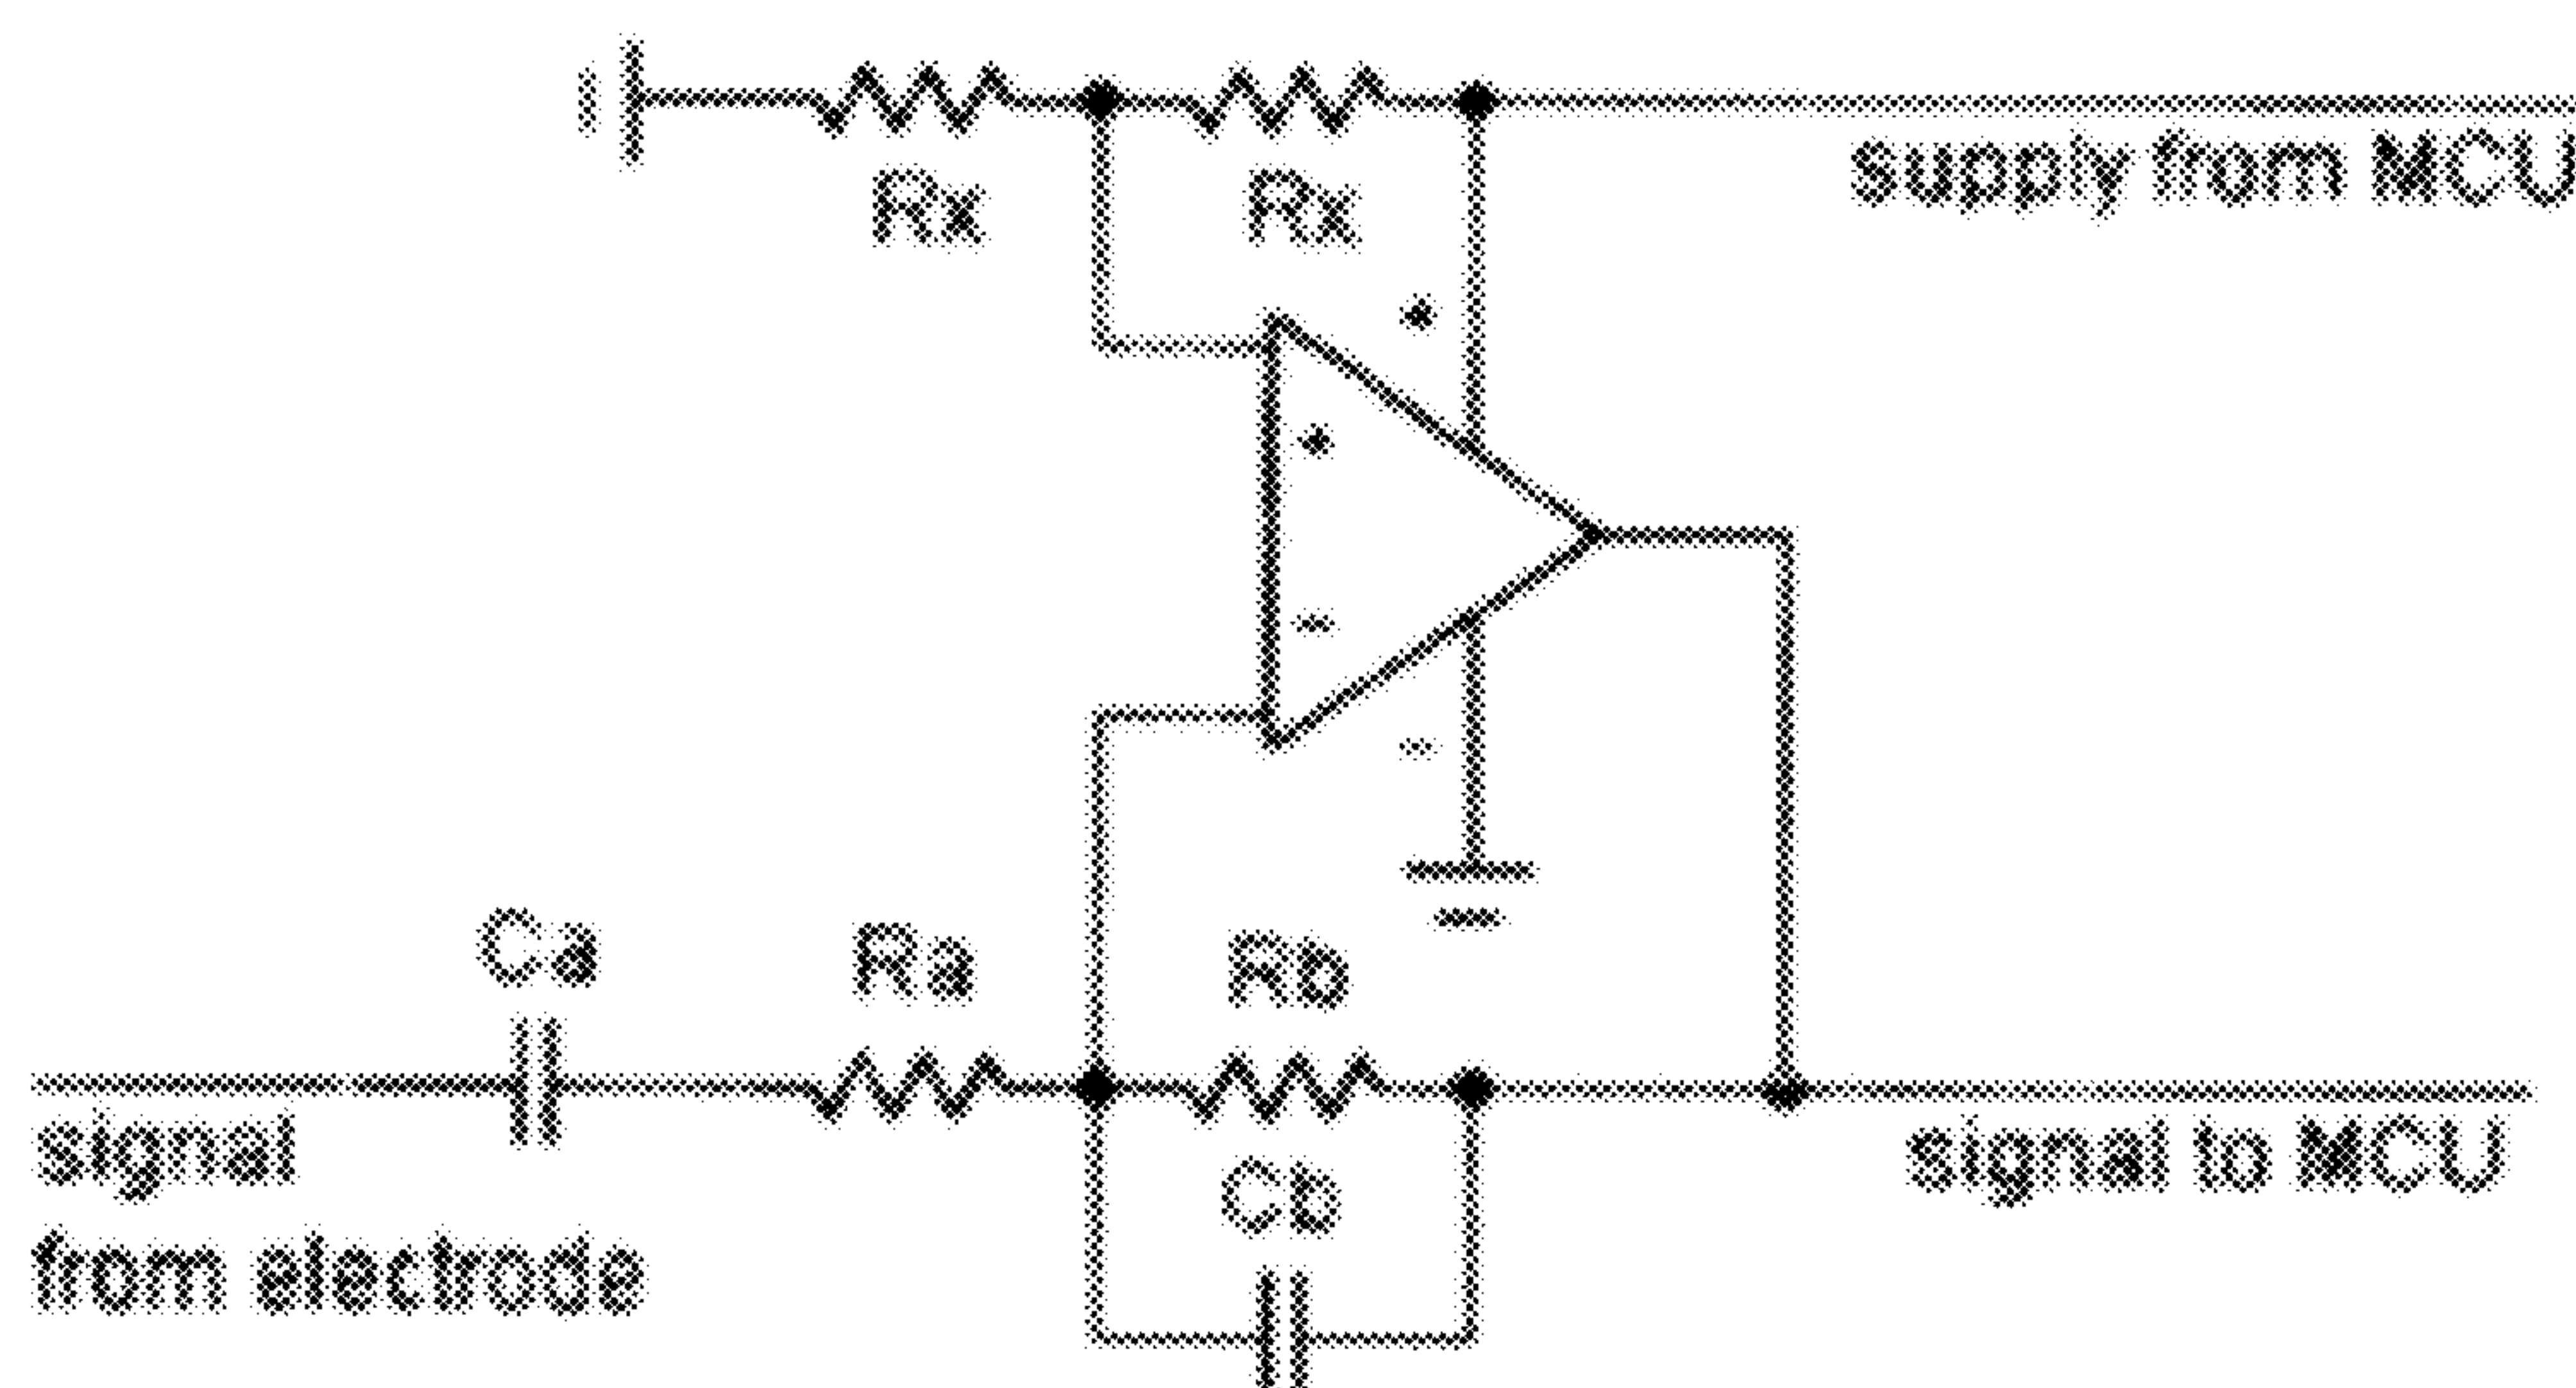 Rx
Rx
supply from MCU
+
+
-
-
Ca
Ra
Rb
signal
from electrode
Cb
signal to MCU